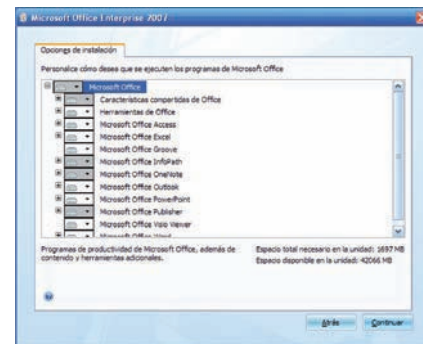 Microsoft Office Enterprise 2007
Opciones de instalación
Personalice cómo desea que se ejecuten los programas de Microsoft Office
Microsoft Office
Características compartidas de Office
Herramientas de Office
Microsoft Office Access
Microsoft Office Excel
Microsoft Office Groove
Microsoft Office InfoPath
Microsoft Office OneNote
Microsoft Office Outlook
Microsoft Office PowerPoint
Microsoft Office Publisher
Microsoft Office Visio Viewer
Microsoft Office Word
Programas de productividad de Microsoft Office, además de
contenido y herramientas adicionales.
Espacio total necesario en la unidad: 1697 MB
Espacio disponible en la unidad: 42066 MB
Atrás
Continuar